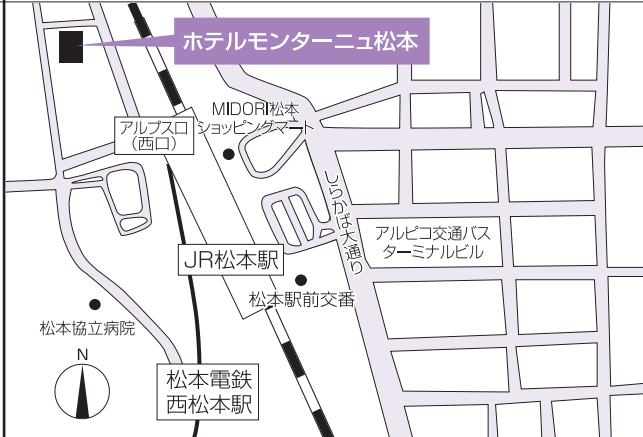 ホテルモンターニュ松本
MIDORI松本
ショッピングマート
アルプス口
(西口)
しらかば大通り
アルピコ交通バス
ターミナルビル
JR松本駅
松本駅前交番
松本協立病院
N
松本電鉄
西松本駅